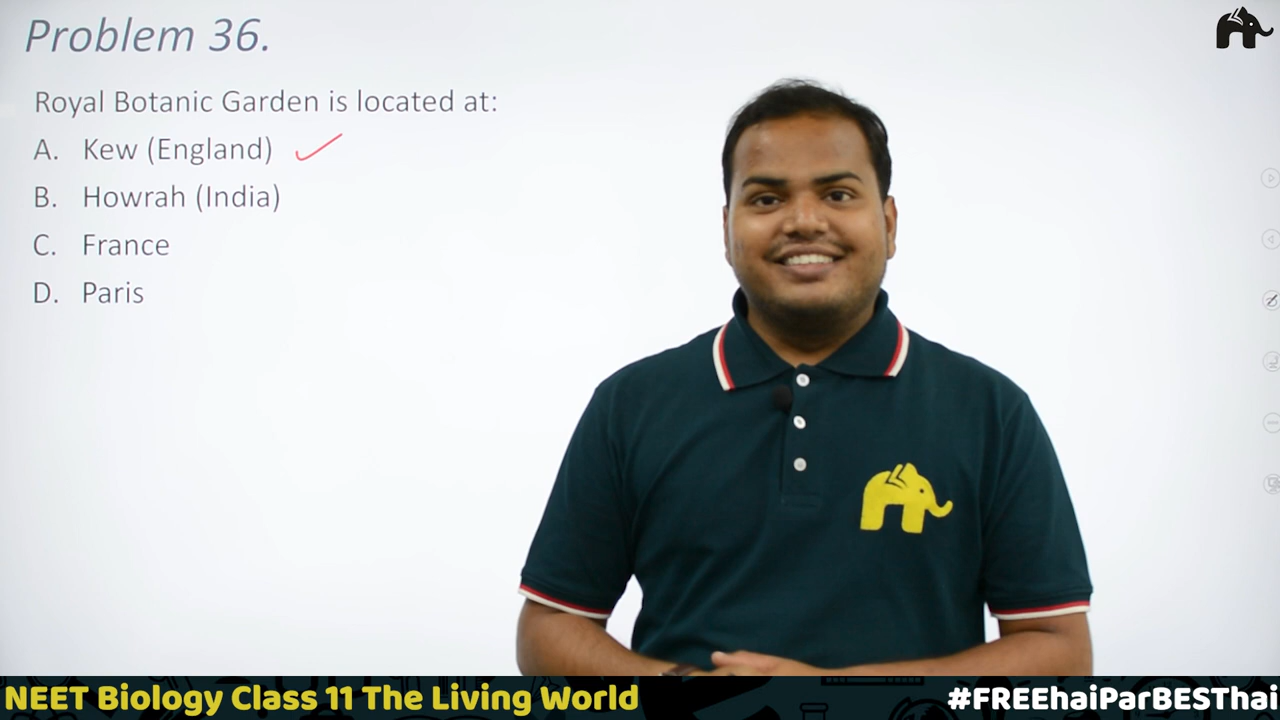 Problem 36.
Royal Botanic Garden is located at:
A. Kew (England)
B. Howrah (India)
C. France
D. Paris
NEET Biology Class 11 The Living World
#FREEhaiParBESThai